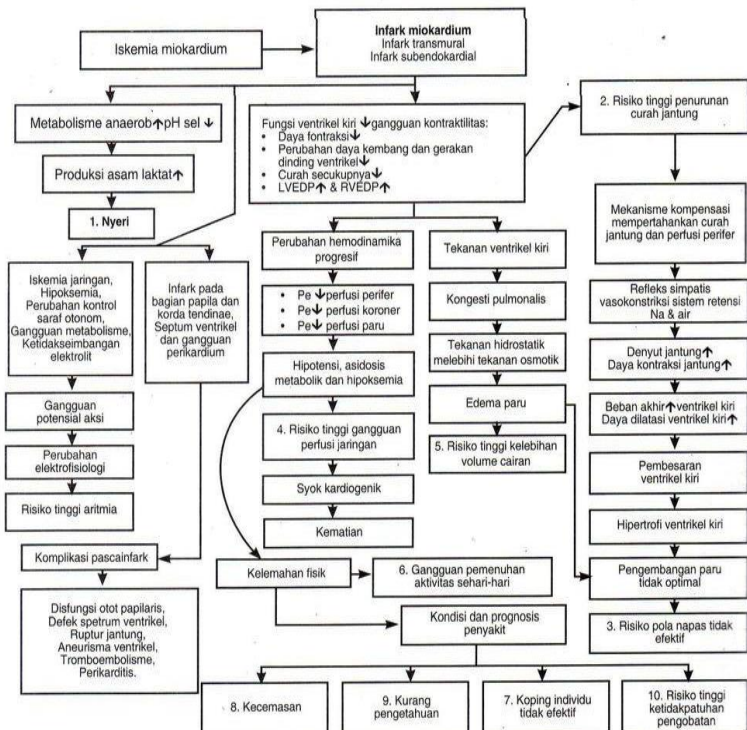 Iskemia miokardium
Infark miokardium
Infark transmural
Infark subendokardial
Metabolisme anaerob↑pH sel ↓
Produksi asam laktat↑
1. Nyeri
Fungsi ventrikel kiri ↓gangguan kontraktilitas:
• Daya fontraksi↓
• Perubahan daya kembang dan gerakan
dinding ventrikel↓
• Curah secukupnya↓
• LVEDP↑ & RVEDP↑
2. Risiko tinggi penurunan
curah jantung
Iskemia jaringan,
Hipoksemia,
Perubahan kontrol
saraf otonom,
Gangguan metabolisme,
Ketidakseimbangan
elektrolit
Infark pada
bagian papila dan
korda tendinae,
Septum ventrikel
dan gangguan
perikardium
Gangguan
potensial aksi
Perubahan
elektrofisiologi
Risiko tinggi aritmia
Komplikasi pascainfark
Disfungsi otot papilaris,
Defek spetrum ventrikel,
Ruptur jantung,
Aneurisma ventrikel,
Tromboembolisme,
Perikarditis.
Perubahan hemodinamika
progresif
• Pe ↓perfusi perifer
• Pe↓ perfusi koroner
• Pe↓ perfusi paru
Hipotensi, asidosis
metabolik dan hipoksemia
4. Risiko tinggi gangguan
perfusi jaringan
Syok kardiogenik
Kematian
Tekanan ventrikel kiri
Kongesti pulmonalis
Tekanan hidrostatik
melebihi tekanan osmotik
Edema paru
5. Risiko tinggi kelebihan
volume cairan
Mekanisme kompensasi
mempertahankan curah
jantung dan perfusi perifer
Refleks simpatis
vasokonstriksi sistem retensi
Na & air
Denyut jantung↑
Daya kontraksi jantung↑
Beban akhir↑ventrikel kiri
Daya dilatasi ventrikel kiri↑
Pembesaran
ventrikel kiri
Hipertrofi ventrikel kiri
Pengembangan paru
tidak optimal
3. Risiko pola napas tidak
efektif
Kelemahan fisik
6. Gangguan pemenuhan
aktivitas sehari-hari
Kondisi dan prognosis
penyakit
8. Kecemasan
9. Kurang
pengetahuan
7. Koping individu
tidak efektif
10. Risiko tinggi
ketidakpatuhan
pengobatan